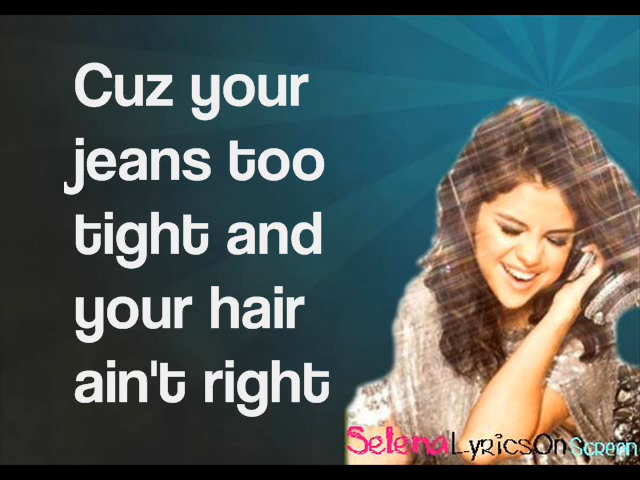 Cuz your
jeans too
tight and
your hair
ain't right
SelenaLyricsOnScreen